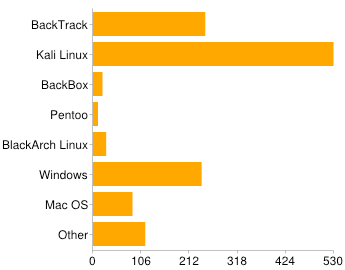 BackTrack
Kali Linux
BackBox
Pentoo
BlackArch Linux
Windows
Mac OS
Other
0 106 212 318 424 530